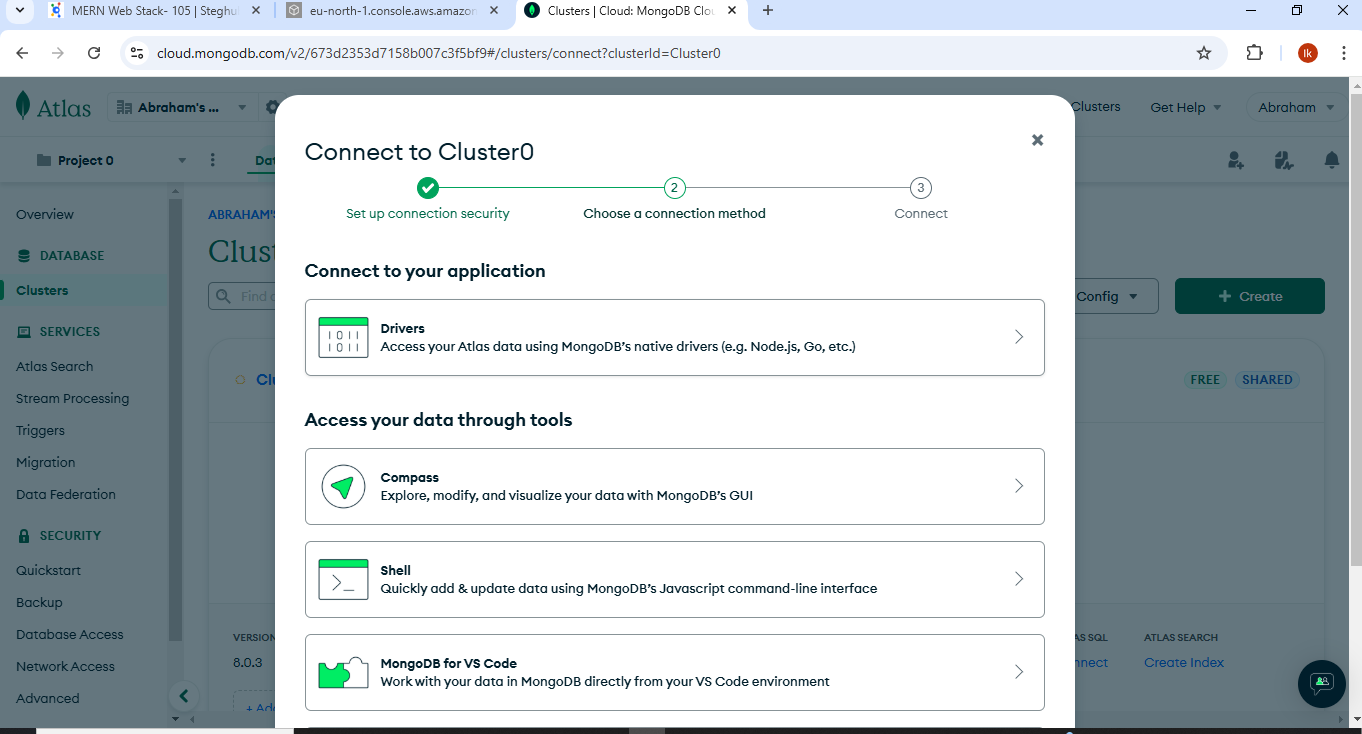 MERN Web Stack- 105 | Steghu
eu-north-1.console.aws.amazon
Clusters | Cloud: MongoDB Clou
cloud.mongodb.com/v2/673d2353d7158b007c3f5bf9#/clusters/connect?clusterId=Cluster0
lk
Atlas
Abraham's ...
Clusters
Get Help
Abraham
Project 0
Dat
Connect to Cluster0
2
3
Set up connection security
Choose a connection method
Connect
Overview
DATABASE
Clusters
SERVICES
Atlas Search
Stream Processing
Triggers
Migration
Data Federation
SECURITY
Quickstart
Backup
Database Access
Network Access
Advanced
ABRAHAM'S
Clust
Find c
Config
+ Create
Clu
FREE
SHARED
VERSION
8.0.3
+ Add
AS SQL
nnect
ATLAS SEARCH
Create Index
Connect to your application
Drivers
Access your Atlas data using MongoDB's native drivers (e.g. Node.js, Go, etc.)
Access your data through tools
Compass
Explore, modify, and visualize your data with MongoDB's GUI
Shell
Quickly add & update data using MongoDB's Javascript command-line interface
MongoDB for VS Code
Work with your data in MongoDB directly from your VS Code environment